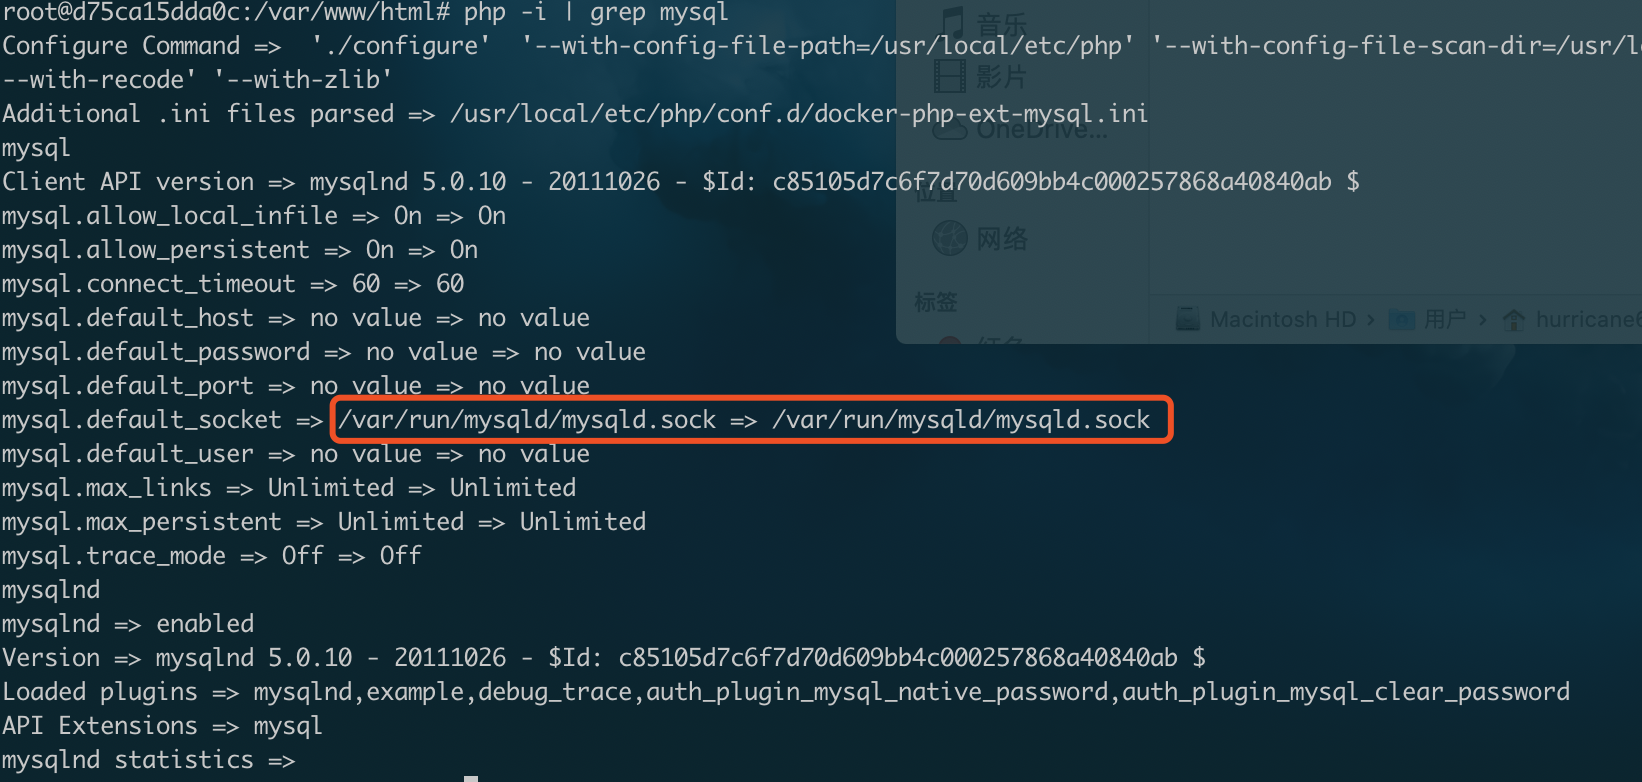 root@d75ca15dda0c:/var/www/html# php -i | grep mysql
Configure Command =>  './configure'  '--with-config-file-path=/usr/local/etc/php' '--with-config-file-scan-dir=/usr/l
--with-recode' '--with-zlib'
Additional .ini files parsed => /usr/local/etc/php/conf.d/docker-php-ext-mysql.ini
mysql
Client API version => mysqlnd 5.0.10 - 20111026 - $Id: c85105d7c6f7d70d609bb4c000257868a40840ab $
mysql.allow_local_infile => On => On
mysql.allow_persistent => On => On
mysql.connect_timeout => 60 => 60
mysql.default_host => no value => no value
mysql.default_password => no value => no value
mysql.default_port => no value => no value
mysql.default_socket => /var/run/mysqld/mysqld.sock => /var/run/mysqld/mysqld.sock
mysql.default_user => no value => no value
mysql.max_links => Unlimited => Unlimited
mysql.max_persistent => Unlimited => Unlimited
mysql.trace_mode => Off => Off
mysqlnd
mysqlnd => enabled
Version => mysqlnd 5.0.10 - 20111026 - $Id: c85105d7c6f7d70d609bb4c000257868a40840ab $
Loaded plugins => mysqlnd,example,debug_trace,auth_plugin_mysql_native_password,auth_plugin_mysql_clear_password
API Extensions => mysql
mysqlnd statistics =>
音乐
影片
OneDrive...
位置
网络
标签
红色
Macintosh HD › 用户 › hurricane6